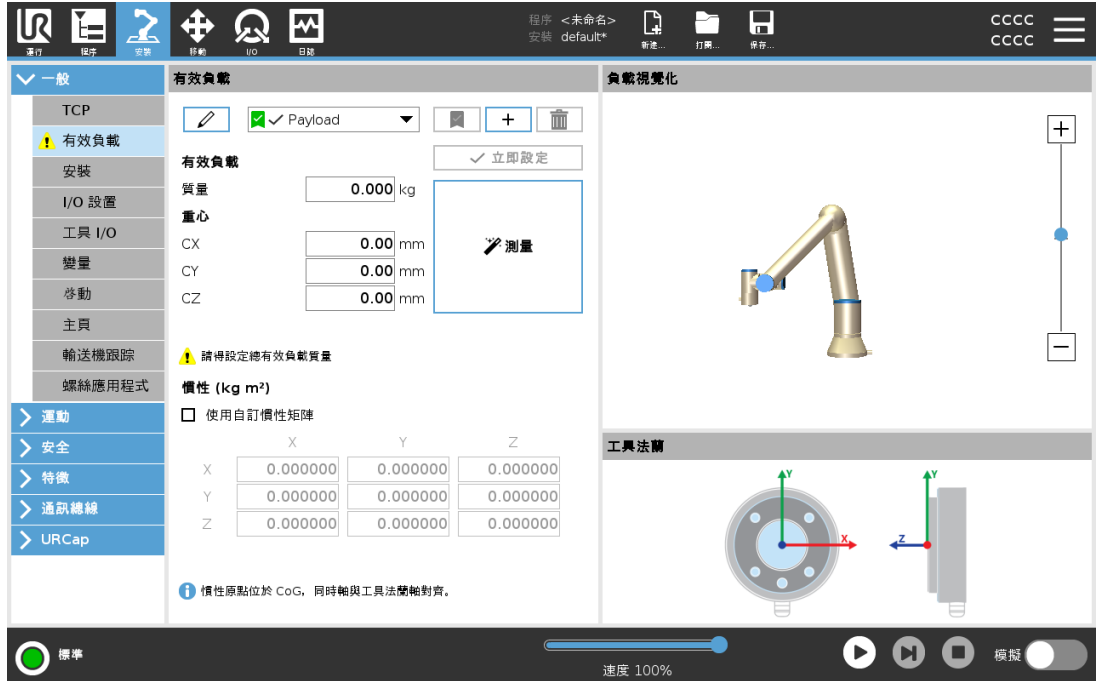 UR
運行
程序
安裝
移動
I/O
日誌
程序 <未命名>
安裝 default*
新建...
打開...
保存...
CCCC
CCCC
一般
TCP
有效負載
安裝
I/O 設置
工具 I/O
變量
啓動
主頁
輸送機跟踪
螺絲應用程式
運動
安全
特徵
通訊總線
URCap
有效負載
Payload
有效負載
立即設定
質量 0.000 kg
重心
CX 0.00 mm
CY 0.00 mm
CZ 0.00 mm
測量
請得設定總有效負載質量
慣性 (kg m²)
使用自訂慣性矩陣
X Y Z
X 0.000000 0.000000 0.000000
Y 0.000000 0.000000 0.000000
Z 0.000000 0.000000 0.000000
慣性原點位於 CoG，同時軸與工具法蘭軸對齊。
負載視覺化
工具法蘭
Y
X
Y
Z
標準
速度 100%
模擬